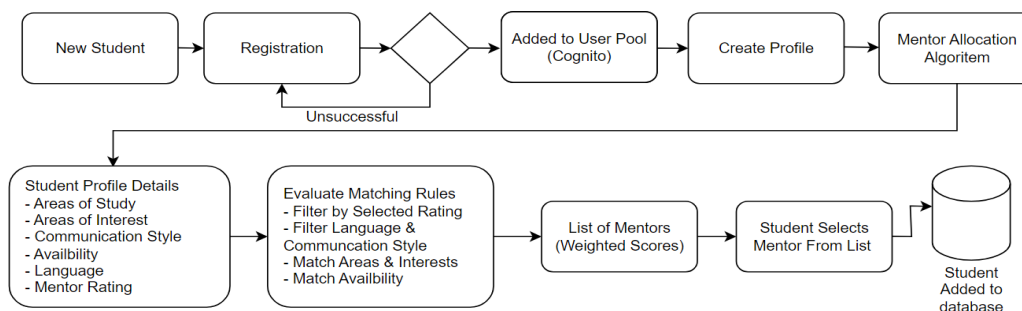 New Student
Registration
Added to User Pool
(Cognito)
Create Profile
Mentor Allocation
Algoritem
Unsuccessful
Student Profile Details
- Areas of Study
- Areas of Interest
- Communication Style
- Availbility
- Language
- Mentor Rating
Evaluate Matching Rules
- Filter by Selected Rating
- Filter Language &
Communcation Style
- Match Areas & Interests
- Match Availbility
List of Mentors
(Weighted Scores)
Student Selects
Mentor From List
Student
Added to
database